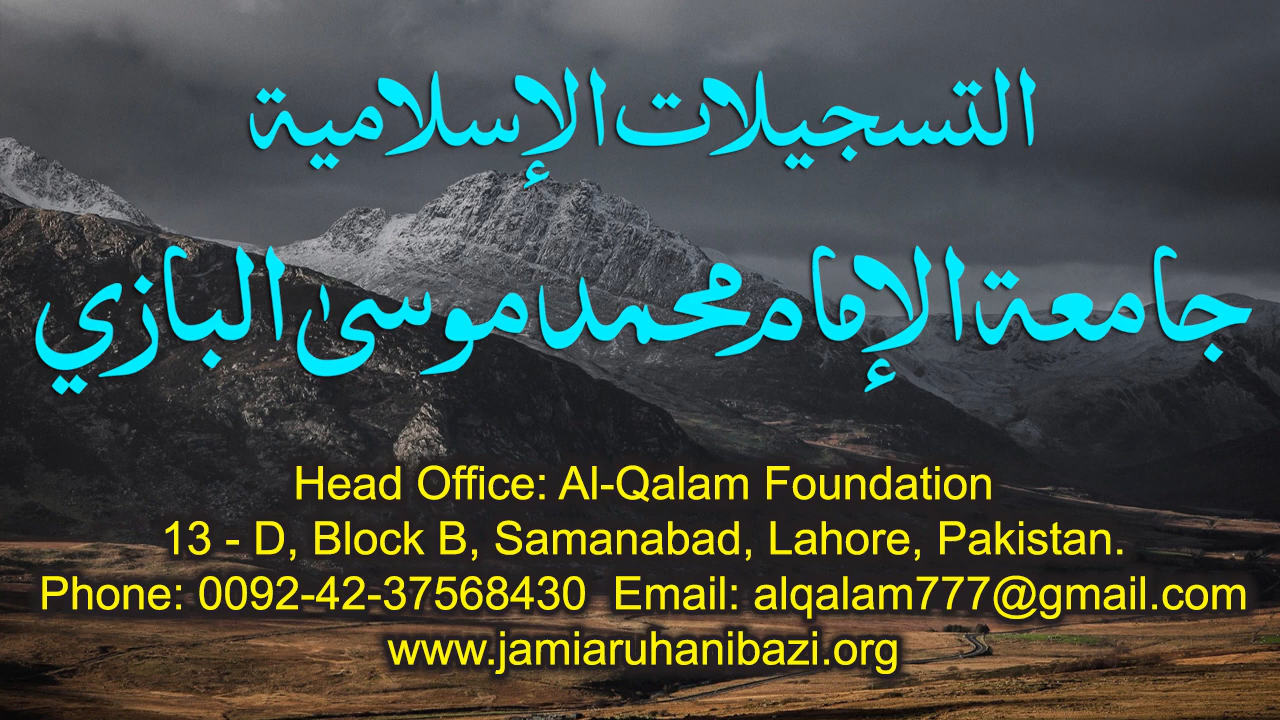 التسجيلات الإسلامية
جامعة الإمام محمد موسىٰ البازي
Head Office: Al-Qalam Foundation
13 - D, Block B, Samanabad, Lahore, Pakistan.
Phone: 0092-42-37568430 Email: alqalam777@gmail.com
www.jamiaruhanibazi.org